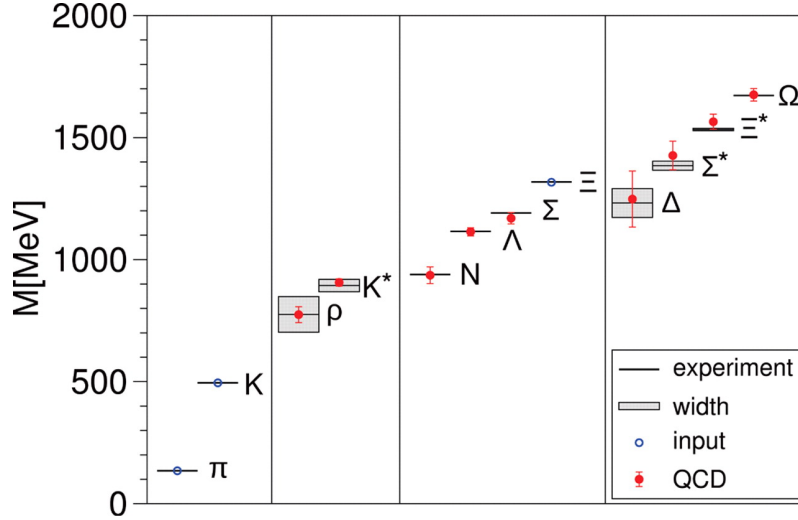 2000
1500
1000
500
0
M[MeV]
π
K
ρ
K*
N
Λ
Σ
Ξ
Δ
Σ*
Ξ*
Ω
experiment
width
input
QCD